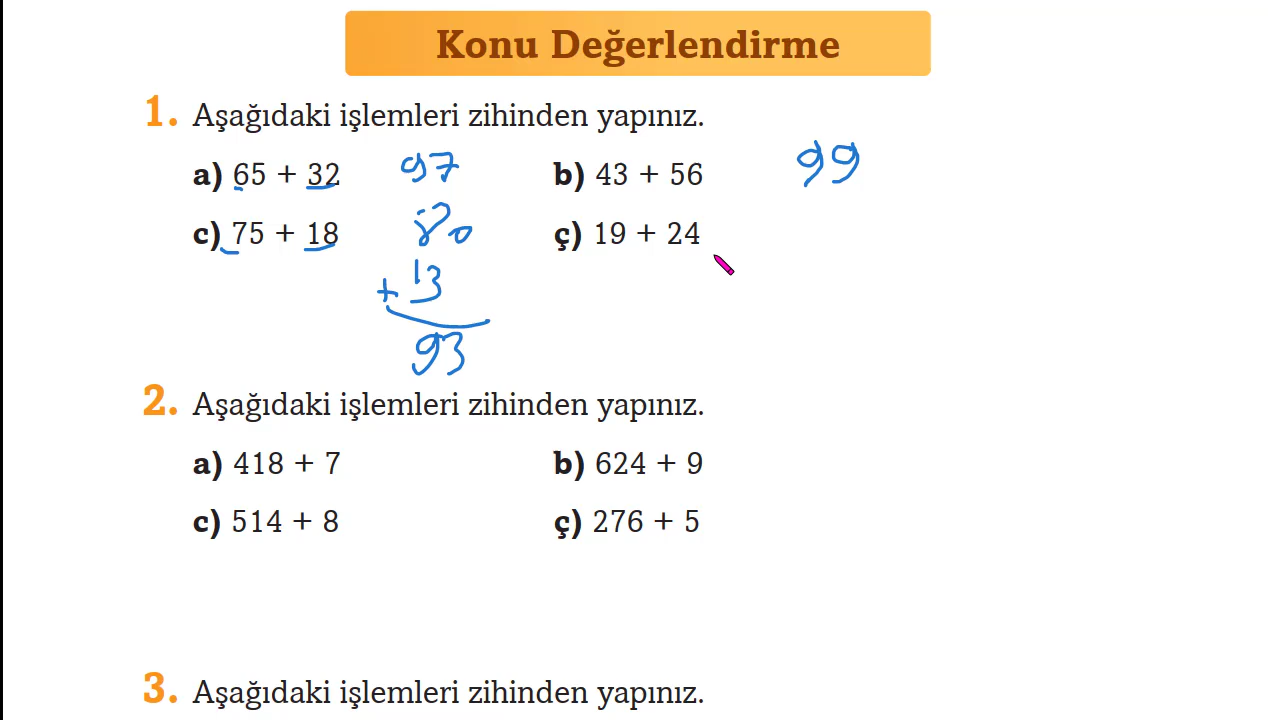 Konu Değerlendirme
1. Aşağıdaki işlemleri zihinden yapınız.
a) 65 + 32 97 b) 43 + 56 99
c) 75 + 18 80 ç) 19 + 24
+ 13
93
2. Aşağıdaki işlemleri zihinden yapınız.
a) 418 + 7 b) 624 + 9
c) 514 + 8 ç) 276 + 5
3. Aşağıdaki işlemleri zihinden yapınız.